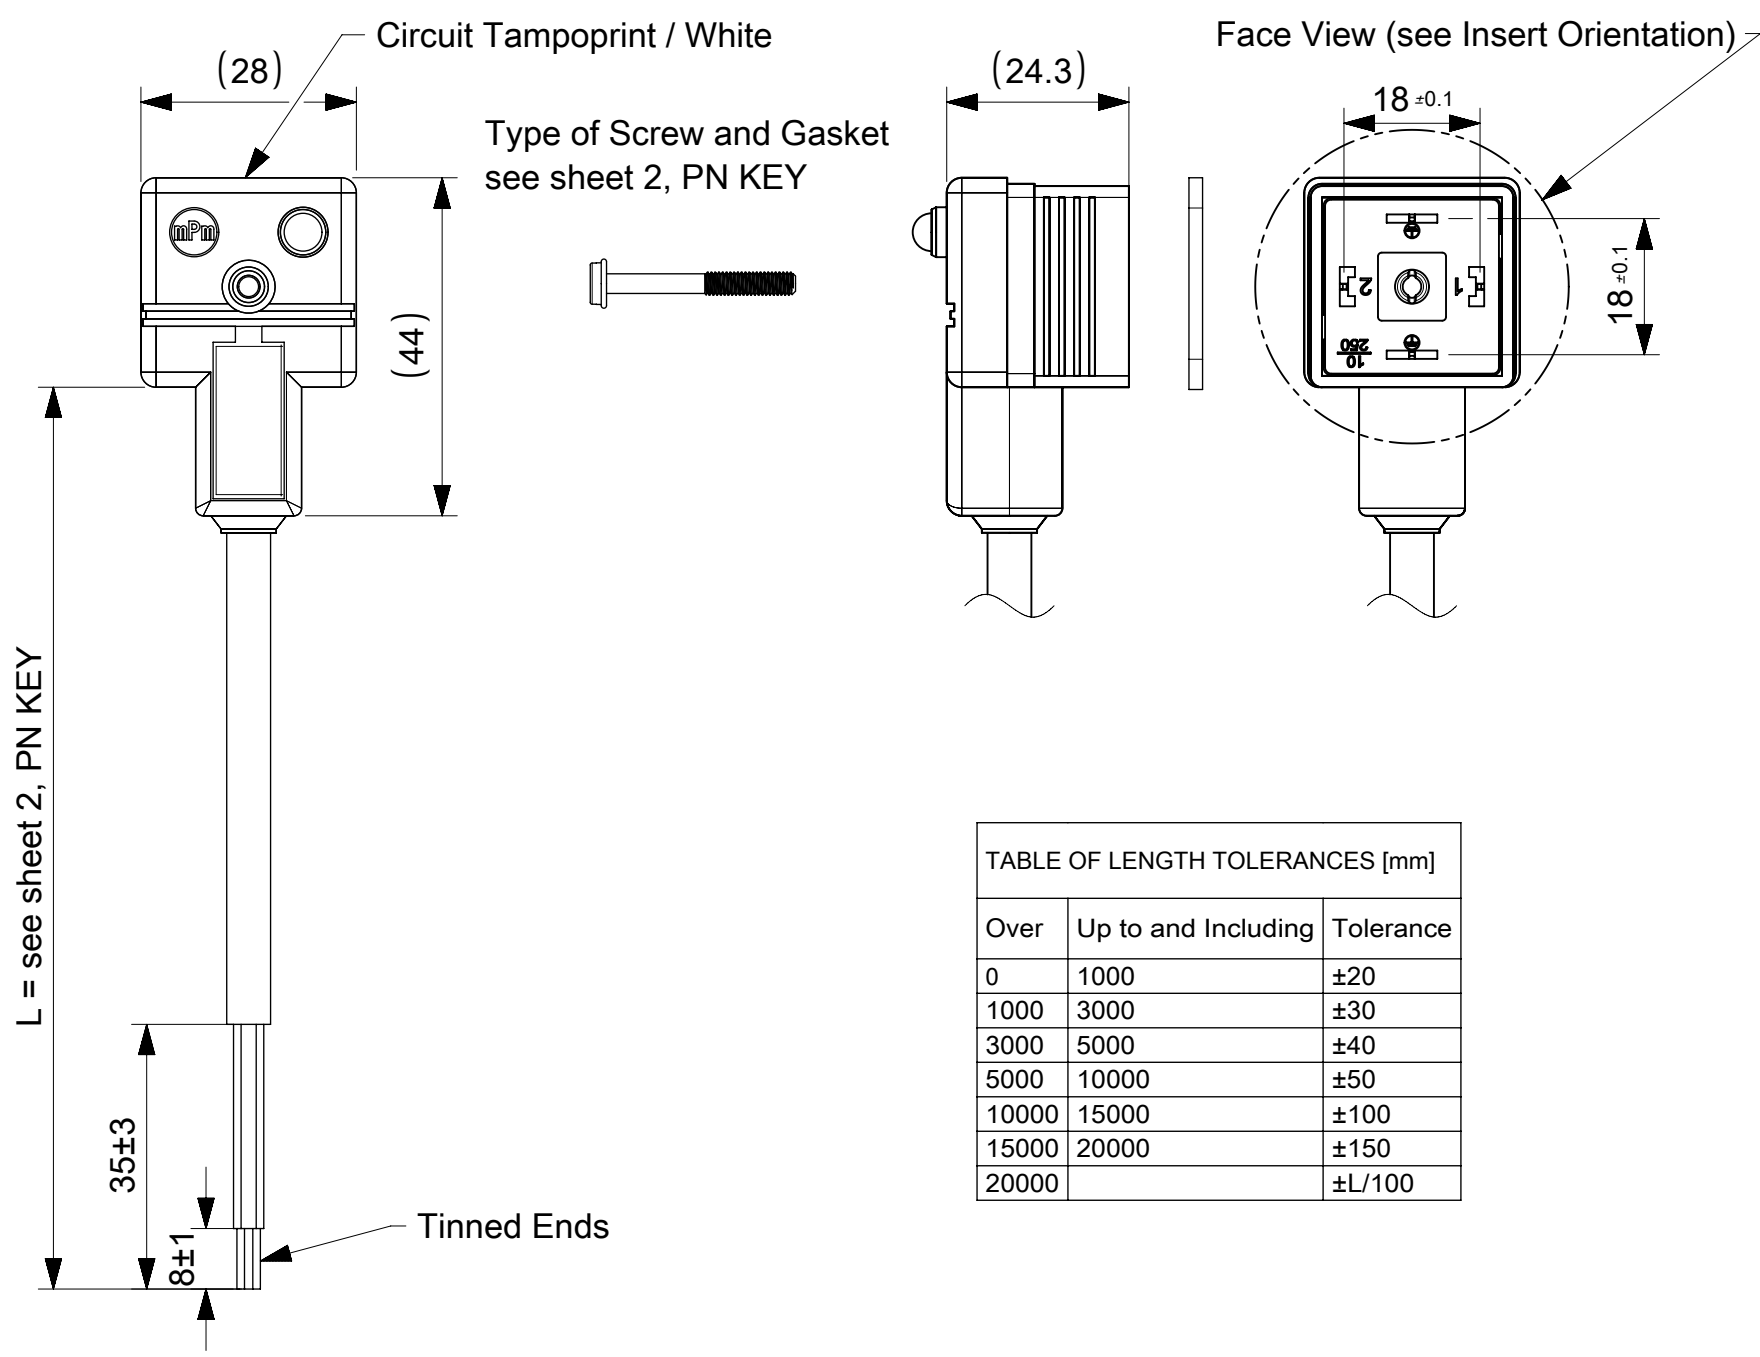 Circuit Tampoprint / White
Face View (see Insert Orientation)
(28)
(24.3)
18 ±0.1
Type of Screw and Gasket
see sheet 2, PN KEY
mPm
(44)
18 ±0.1
2
1
10
250
L = see sheet 2, PN KEY
TABLE OF LENGTH TOLERANCES [mm]
Over Up to and Including Tolerance
0 1000 ±20
1000 3000 ±30
3000 5000 ±40
5000 10000 ±50
10000 15000 ±100
15000 20000 ±150
20000 ±L/100
35±3
8±1
Tinned Ends